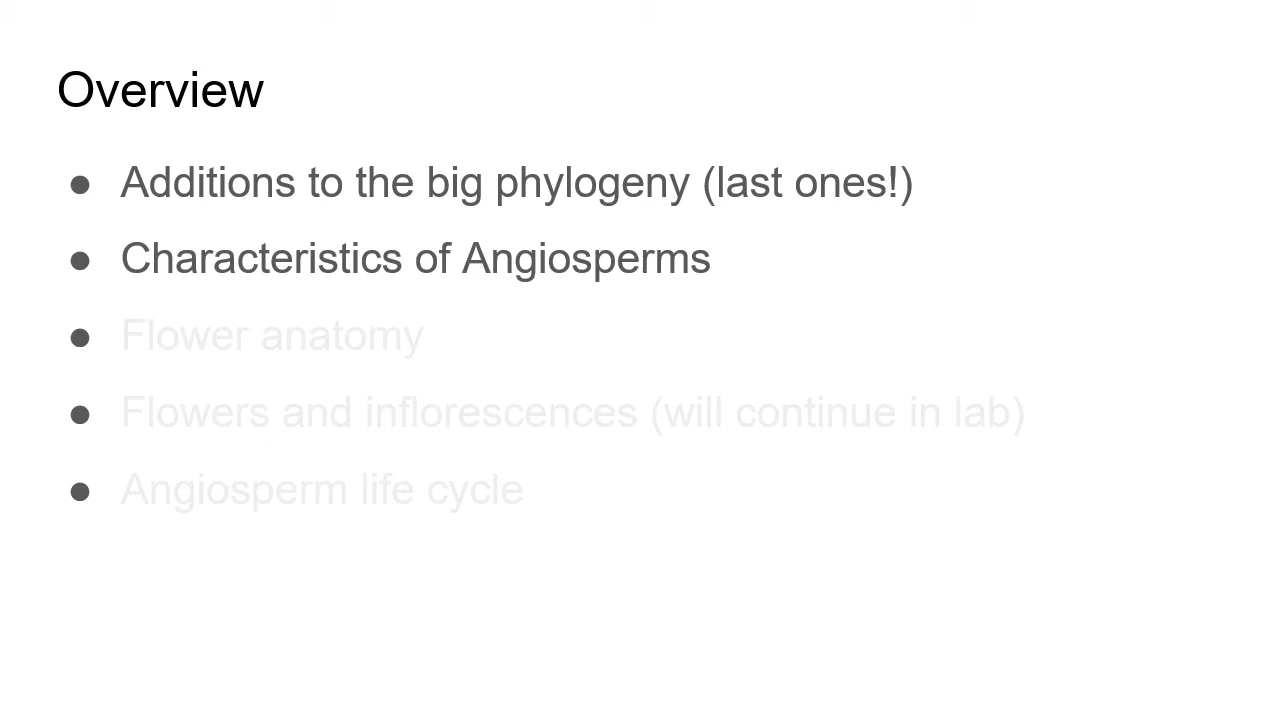 Overview
● Additions to the big phylogeny (last ones!)
● Characteristics of Angiosperms
● Flower anatomy
● Flowers and inflorescences (will continue in lab)
● Angiosperm life cycle